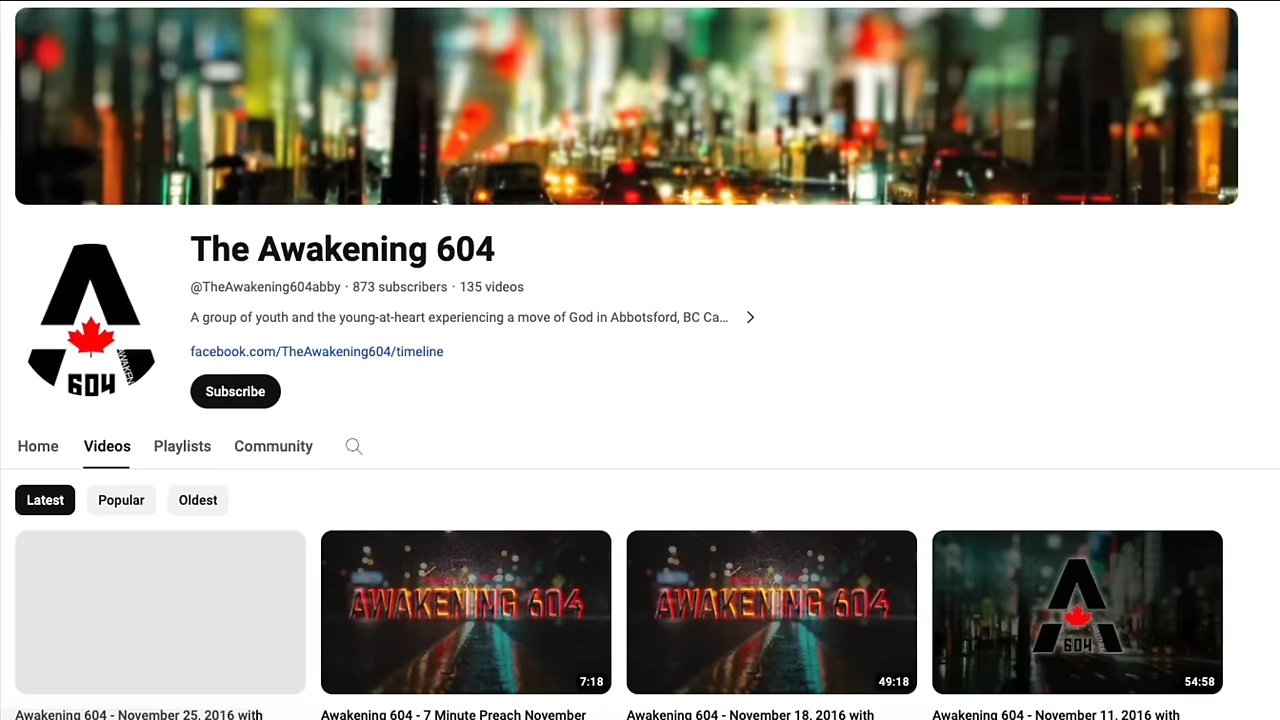 The Awakening 604
@TheAwakening604abby · 873 subscribers · 135 videos
A group of youth and the young-at-heart experiencing a move of God in Abbotsford, BC Ca...
facebook.com/TheAwakening604/timeline
Subscribe
604
Home Videos Playlists Community
Latest Popular Oldest
AWAKENING 604
7:18
AWAKENING 604
49:18
604
54:58
Awakening 604 - November 25, 2016 with
Awakening 604 - 7 Minute Preach November
Awakening 604 - November 18, 2016 with
Awakening 604 - November 11, 2016 with